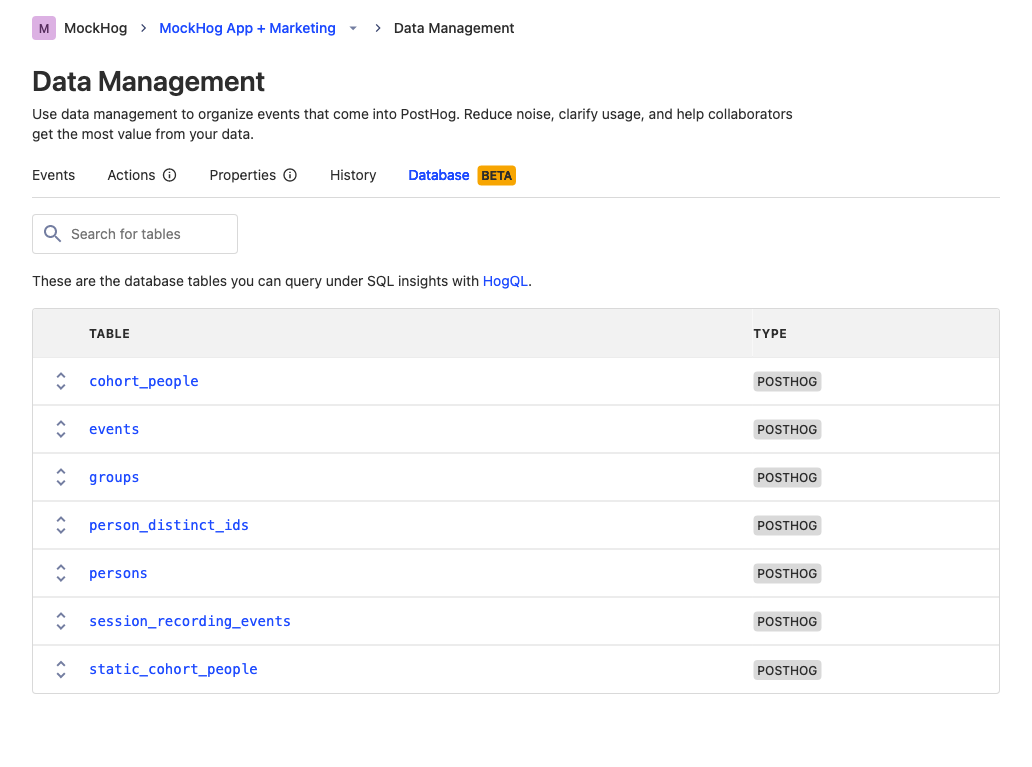 M MockHog MockHog App + Marketing Data Management
Data Management
Use data management to organize events that come into PostHog. Reduce noise, clarify usage, and help collaborators
get the most value from your data.
Events Actions Properties History Database BETA
Search for tables
These are the database tables you can query under SQL insights with HogQL.
TABLE TYPE
cohort_people POSTHOG
events POSTHOG
groups POSTHOG
person_distinct_ids POSTHOG
persons POSTHOG
session_recording_events POSTHOG
static_cohort_people POSTHOG